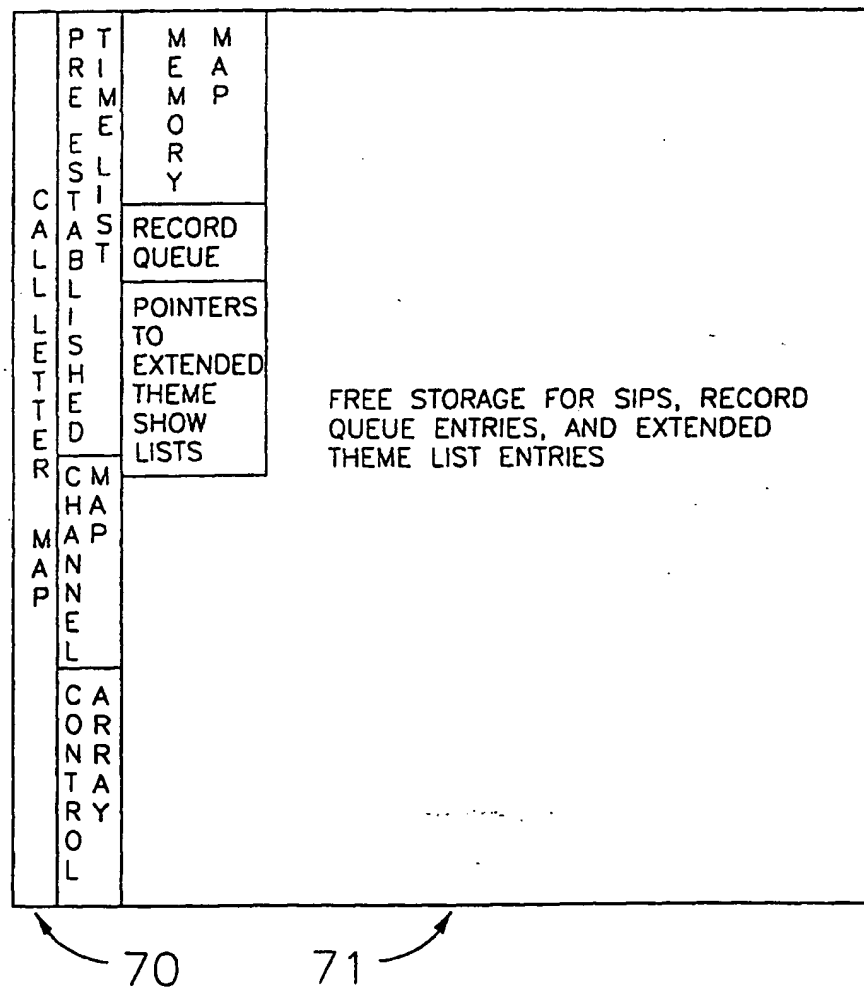 CALL LETTER MAP
PRE ESTABLISHED
TIME LIST
CHANNEL
MAP
CONTROL
ARRAY
MEMORY
MAP
RECORD
QUEUE
POINTERS
TO
EXTENDED
THEME
SHOW
LISTS
FREE STORAGE FOR SIPS, RECORD
QUEUE ENTRIES, AND EXTENDED
THEME LIST ENTRIES
70
71